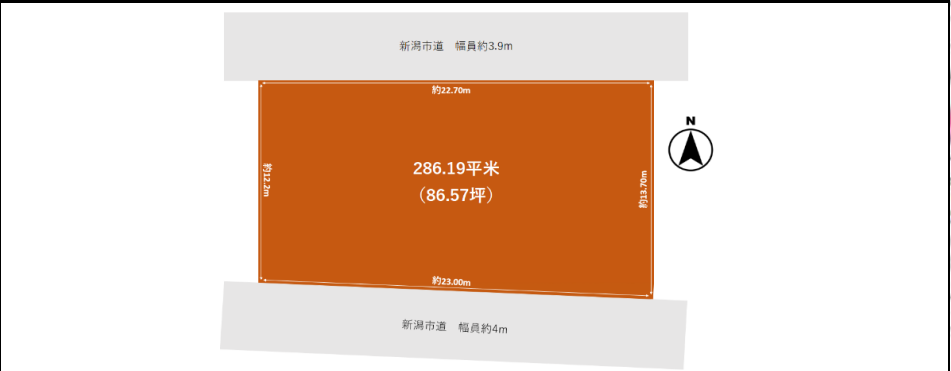 新潟市道　幅員約3.9m
約22.70m
N
286.19平米
（86.57坪）
約12.2m
約13.70m
約23.00m
新潟市道　幅員約4m